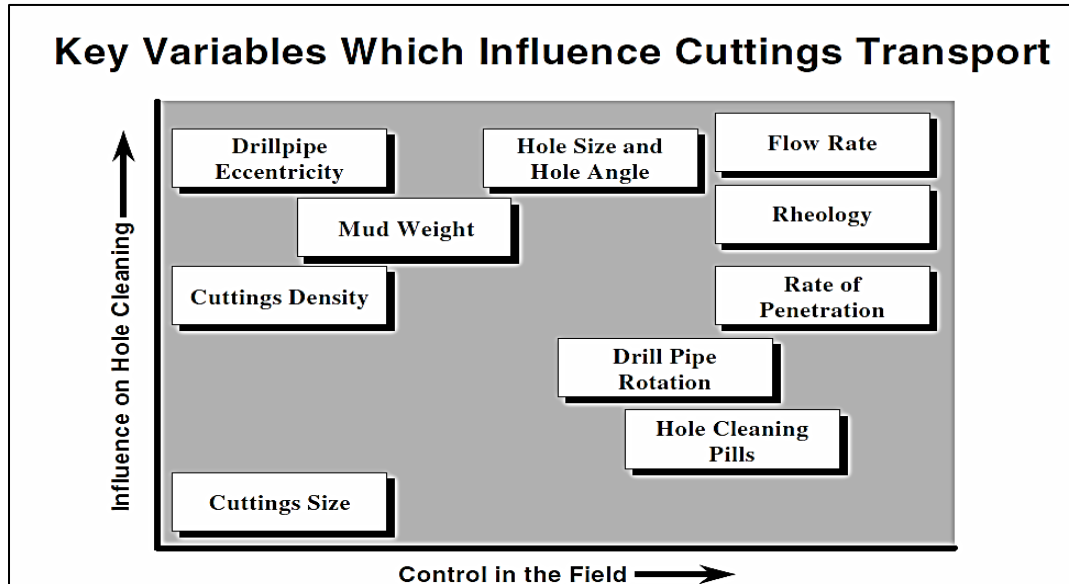 Key Variables Which Influence Cuttings Transport
Influence on Hole Cleaning
Drillpipe
Eccentricity
Hole Size and
Hole Angle
Flow Rate
Mud Weight
Rheology
Cuttings Density
Rate of
Penetration
Drill Pipe
Rotation
Hole Cleaning
Pills
Cuttings Size
Control in the Field